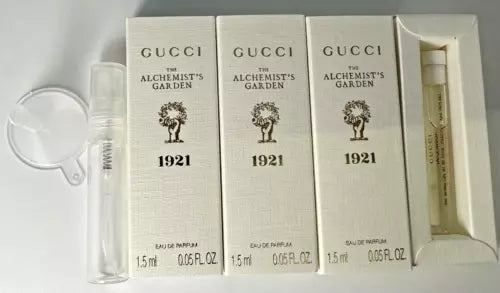 GUCCI
THE
ALCHEMIST'S
GARDEN
1921
EAU DE PARFUM
1.5 ml 0.05 FL. OZ.
GUCCI
THE
ALCHEMIST'S
GARDEN
1921
EAU DE PARFUM
1.5 ml 0.05 FL. OZ.
GUCCI
THE
ALCHEMIST'S
GARDEN
1921
EAU DE PARFUM
1.5 ml 0.05 FL. OZ.
GUCCI